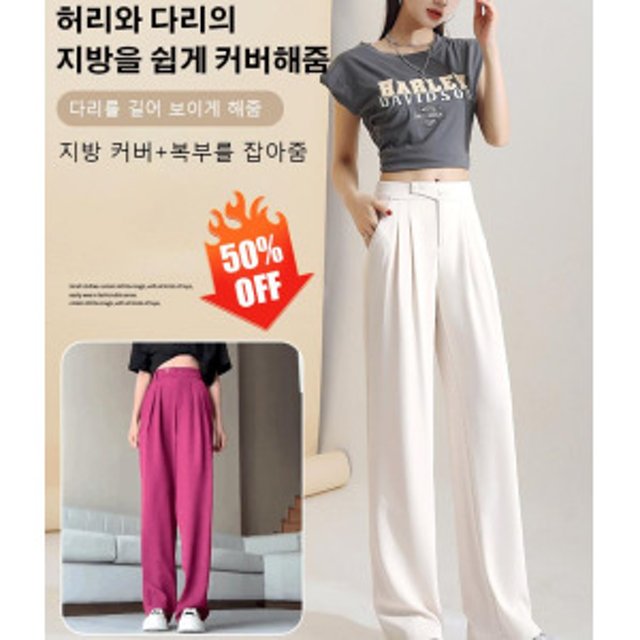 허리와 다리의
지방을 쉽게 커버해줌
다리를 길어 보이게 해줌
지방 커버+복부를 잡아줌
HARLEY
DAVIDSON
50%
OFF